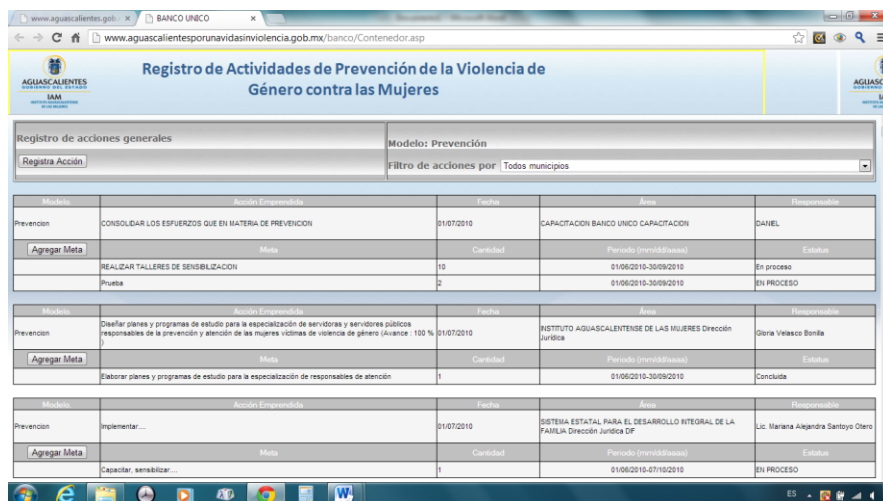 www.aguascalientes.gob.
BANCO UNICO
www.aguascalientesporunavidasinviolencia.gob.mx/banco/Contenedor.asp
AGUASCALIENTES
GOBIERNO DEL ESTADO
IAM
Registro de Actividades de Prevención de la Violencia de
Género contra las Mujeres
AGUASC
Registro de acciones generales
Registra Acción
Modelo: Prevención
Filtro de acciones por Todos municipios
Modelo Acción Emprendida Fecha Área Responsable
Prevencion CONSOLIDAR LOS ESFUERZOS QUE EN MATERIA DE PREVENCION 01/07/2010 CAPACITACION BANCO UNICO CAPACITACION DANIEL
Agregar Meta Meta Cantidad Periodo (mm/dd/aaaa) Estatus
REALIZAR TALLERES DE SENSIBILIZACION 10 01/06/2010-30/09/2010 En proceso
Prueba 2 01/06/2010-30/09/2010 EN PROCESO
Modelo Acción Emprendida Fecha Área Responsable
Prevencion Diseñar planes y programas de estudio para la especialización de servidoras y servidores públicos
responsables de la prevención y atención de las mujeres víctimas de violencia de género (Avance : 100 %
) 01/07/2010 INSTITUTO AGUASCALENTENSE DE LAS MUJERES Dirección
Jurídica Gloria Velasco Bonilla
Agregar Meta Meta Cantidad Periodo (mm/dd/aaaa) Estatus
Elaborar planes y programas de estudio para la especialización de responsables de atención 1 01/06/2010-30/09/2010 Concluida
Modelo Acción Emprendida Fecha Área Responsable
Prevencion Implementar.... 01/07/2010 SISTEMA ESTATAL PARA EL DESARROLLO INTEGRAL DE LA
FAMILIA Dirección Juridica DIF Lic. Mariana Alejandra Santoyo Otero
Agregar Meta Meta Cantidad Periodo (mm/dd/aaaa) Estatus
Capacitar, sensibilizar.... 1 01/06/2010-07/10/2010 EN PROCESO
ES